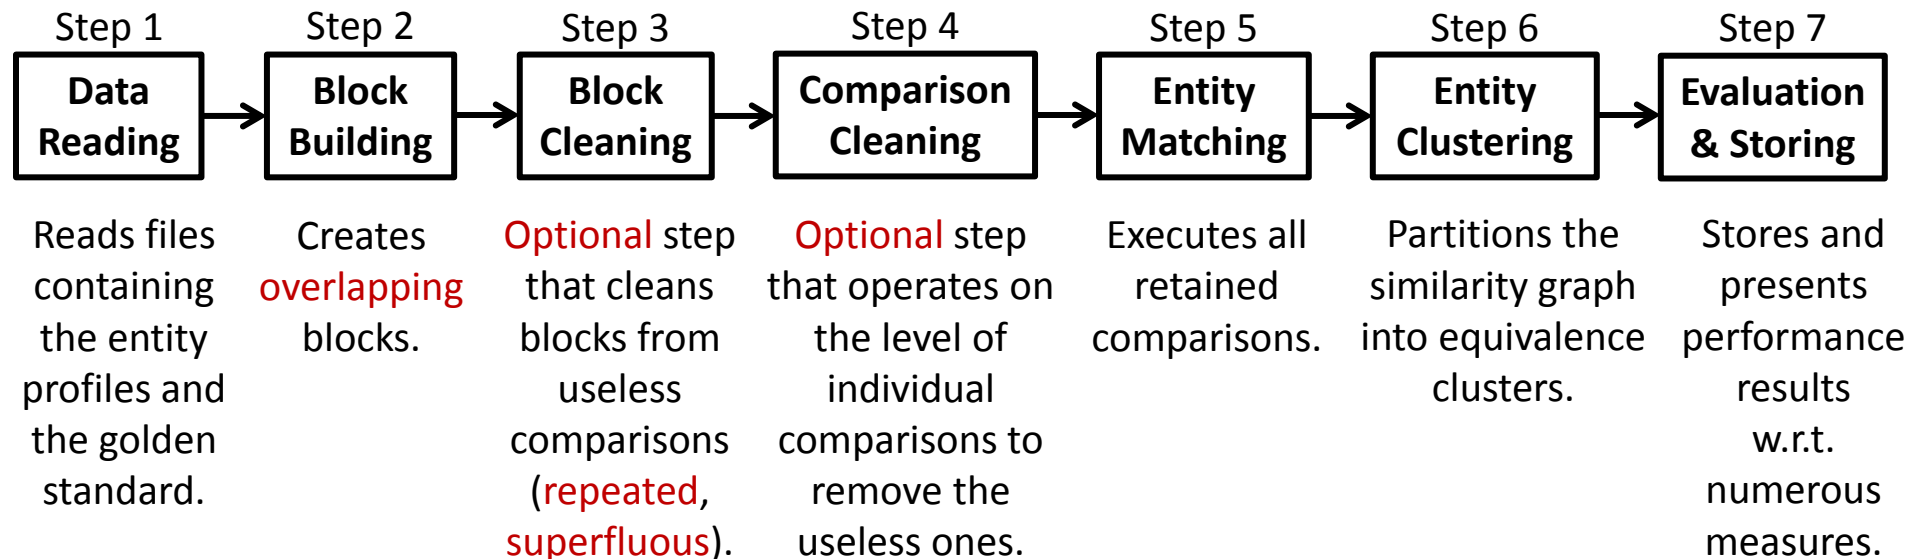 Step 1
Data
Reading
Reads files
containing
the entity
profiles and
the golden
standard.
Step 2
Block
Building
Creates
overlapping
blocks.
Step 3
Block
Cleaning
Optional step
that cleans
blocks from
useless
comparisons
(repeated,
superfluous).
Step 4
Comparison
Cleaning
Optional step
that operates on
the level of
individual
comparisons to
remove the
useless ones.
Step 5
Entity
Matching
Executes all
retained
comparisons.
Step 6
Entity
Clustering
Partitions the
similarity graph
into equivalence
clusters.
Step 7
Evaluation
& Storing
Stores and
presents
performance
results
w.r.t.
numerous
measures.